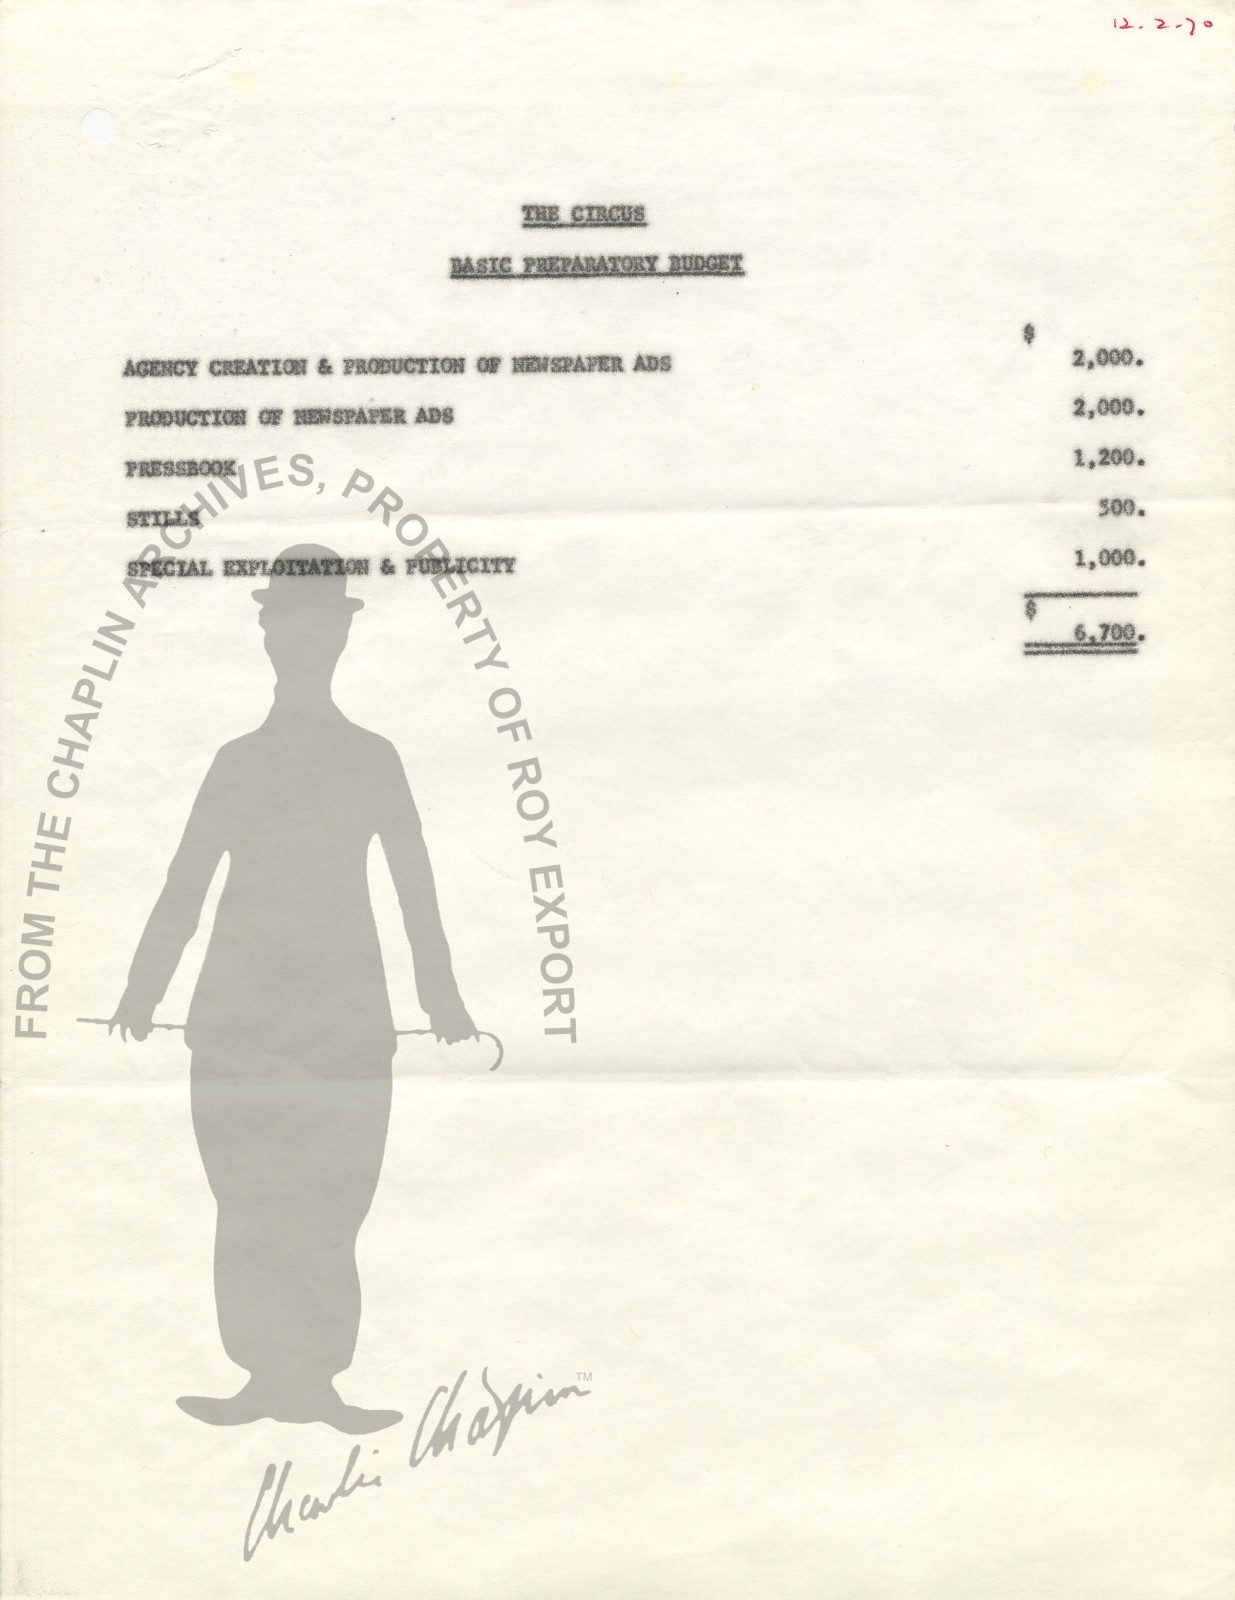 12.2.70
THE CIRCUS
BASIC PREPARATORY BUDGET
$
AGENCY CREATION & PRODUCTION OF NEWSPAPER ADS 2,000.
PRODUCTION OF NEWSPAPER ADS 2,000.
PRESSBOOK 1,200.
STILLS 500.
SPECIAL EXPLOITATION & PUBLICITY 1,000.
$
6,700.
FROM THE CHAPLIN ARCHIVES, PROPERTY OF ROY EXPORT
Charlie Chaplin TM